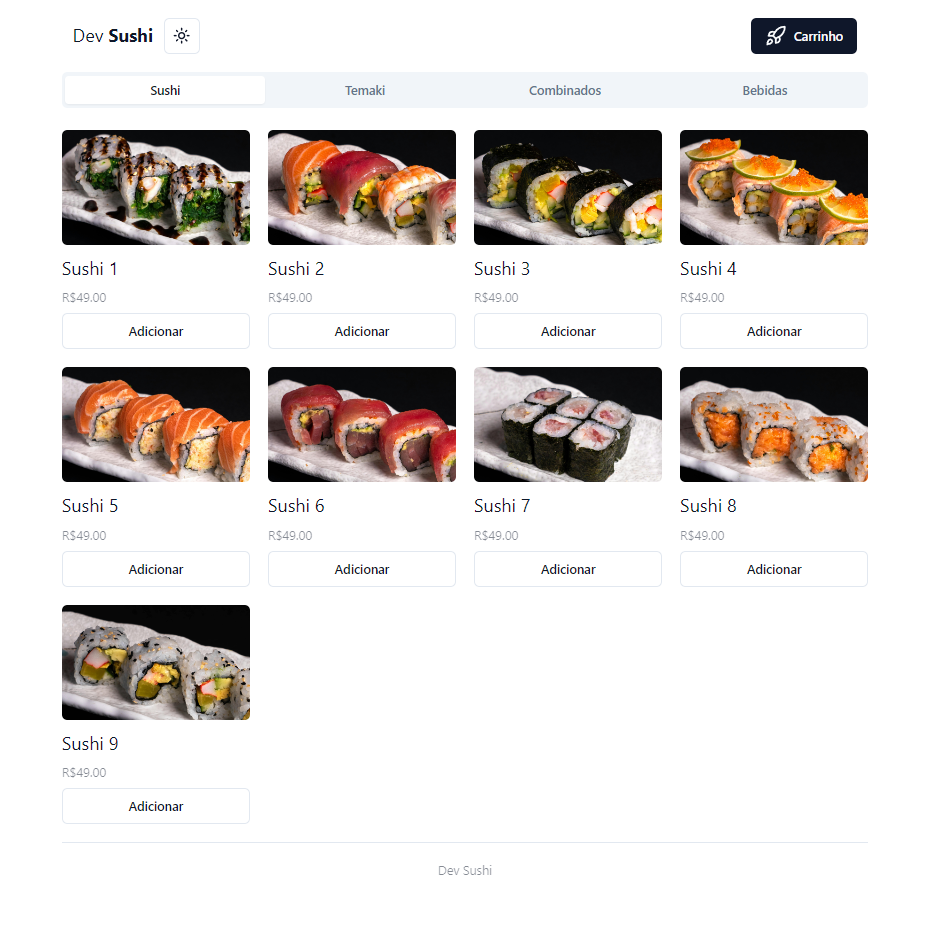 Dev Sushi
Carrinho
Sushi
Temaki
Combinados
Bebidas
Sushi 1
R$49.00
Adicionar
Sushi 2
R$49.00
Adicionar
Sushi 3
R$49.00
Adicionar
Sushi 4
R$49.00
Adicionar
Sushi 5
R$49.00
Adicionar
Sushi 6
R$49.00
Adicionar
Sushi 7
R$49.00
Adicionar
Sushi 8
R$49.00
Adicionar
Sushi 9
R$49.00
Adicionar
Dev Sushi